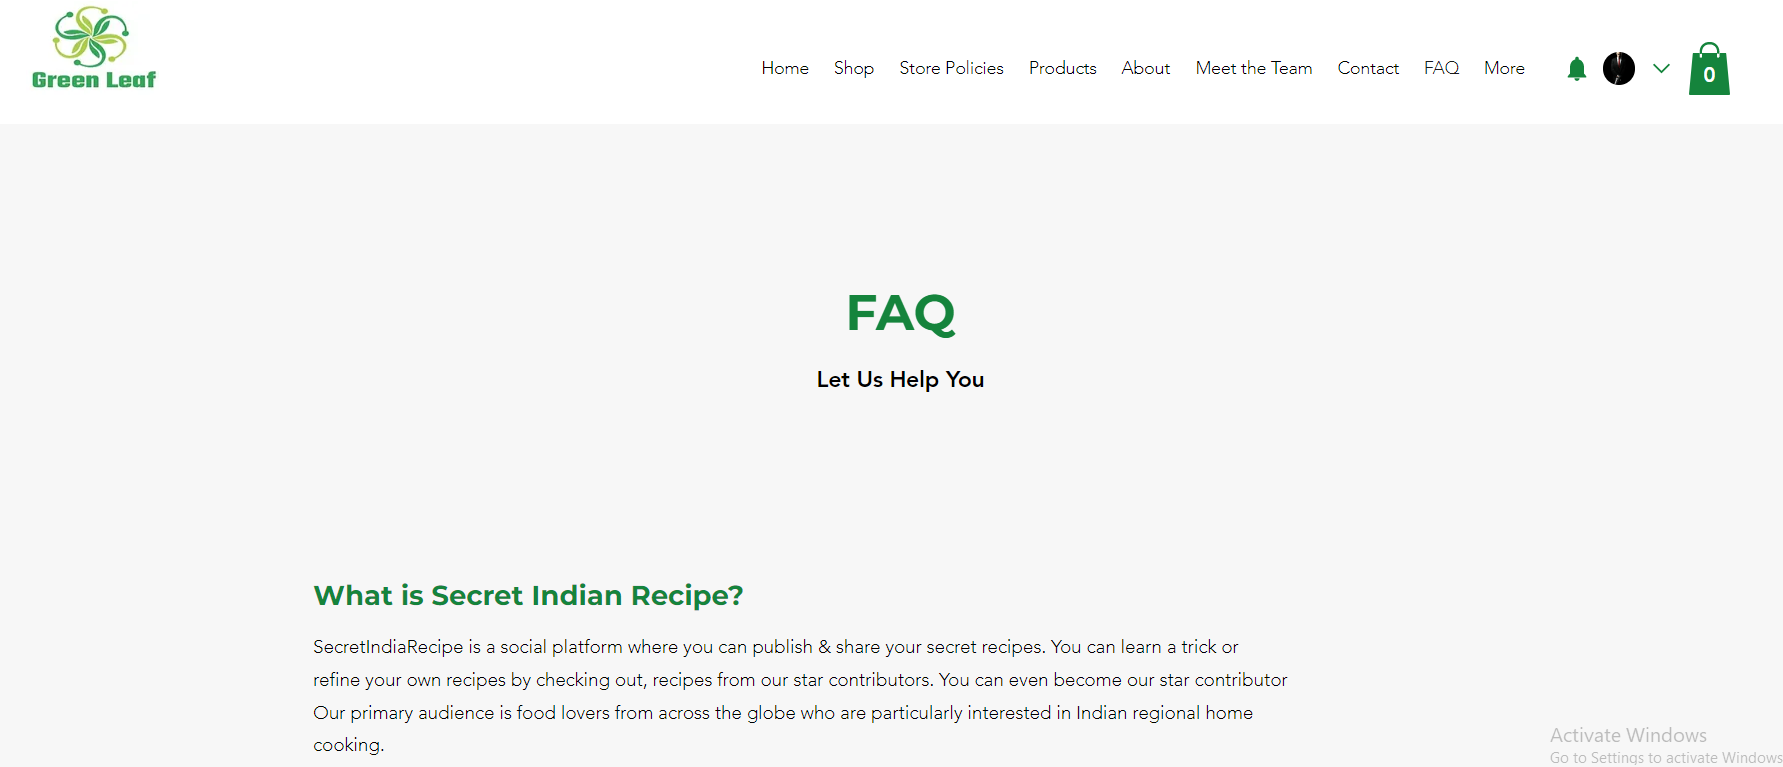 Green Leaf
Home Shop Store Policies Products About Meet the Team Contact FAQ More
0
FAQ
Let Us Help You
What is Secret Indian Recipe?
SecretIndiaRecipe is a social platform where you can publish & share your secret recipes. You can learn a trick or
refine your own recipes by checking out, recipes from our star contributors. You can even become our star contributor
Our primary audience is food lovers from across the globe who are particularly interested in Indian regional home
cooking.
Activate Windows
Go to Settings to activate Windows